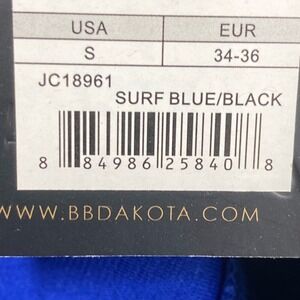 USA EUR
S 34-36
JC18961
SURF BLUE/BLACK
8 84986 25840 8
WWW.BBDAKOTA.COM